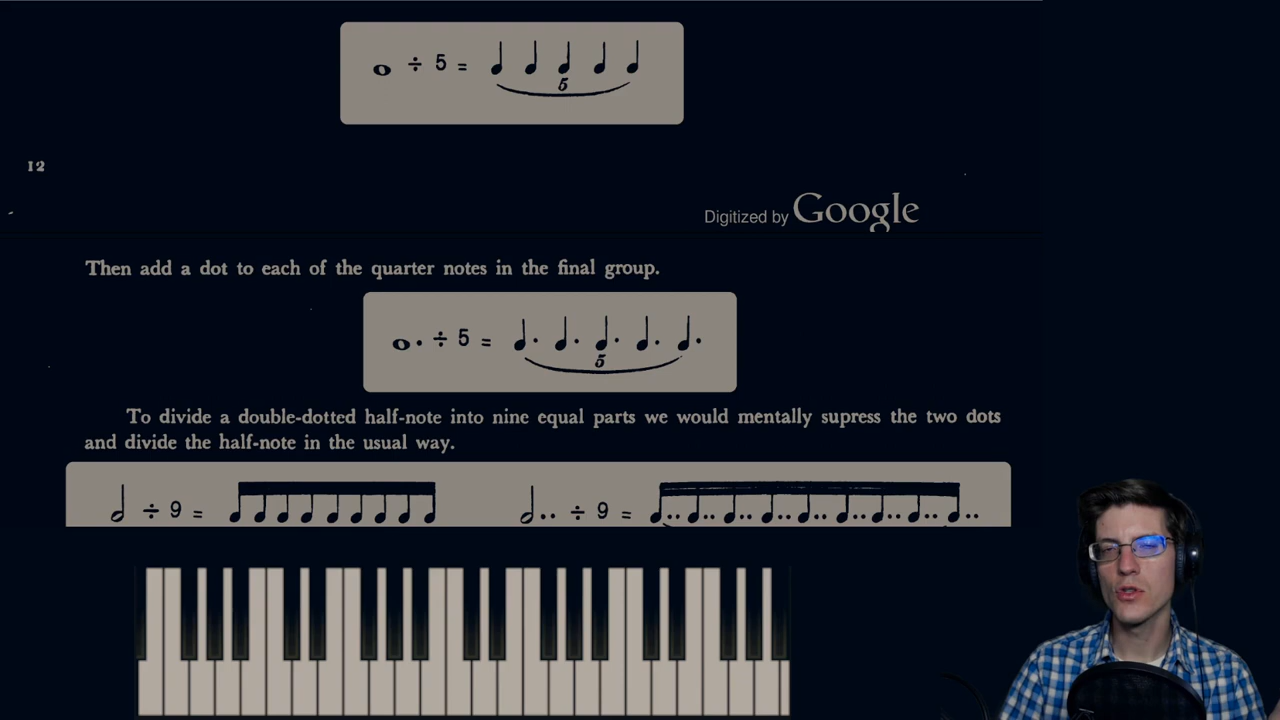 ÷ 5 =
5
12
Digitized by Google
Then add a dot to each of the quarter notes in the final group.
÷ 5 =
5
To divide a double-dotted half-note into nine equal parts we would mentally supress the two dots
and divide the half-note in the usual way.
÷ 9 = ÷ 9 =